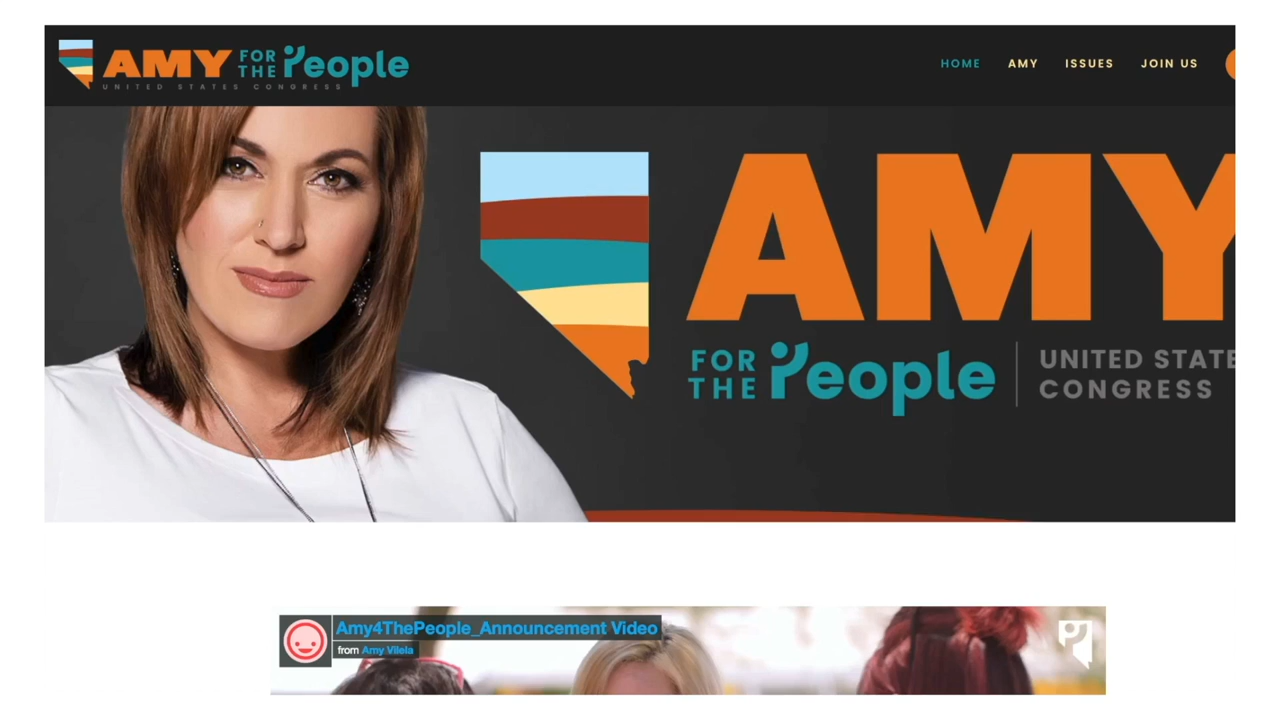 AMY FOR THE People
UNITED STATES CONGRESS
HOME AMY ISSUES JOIN US
AMY
FOR THE People
UNITED STATE
CONGRESS
Amy4ThePeople_Announcement Video
from Amy Vilela